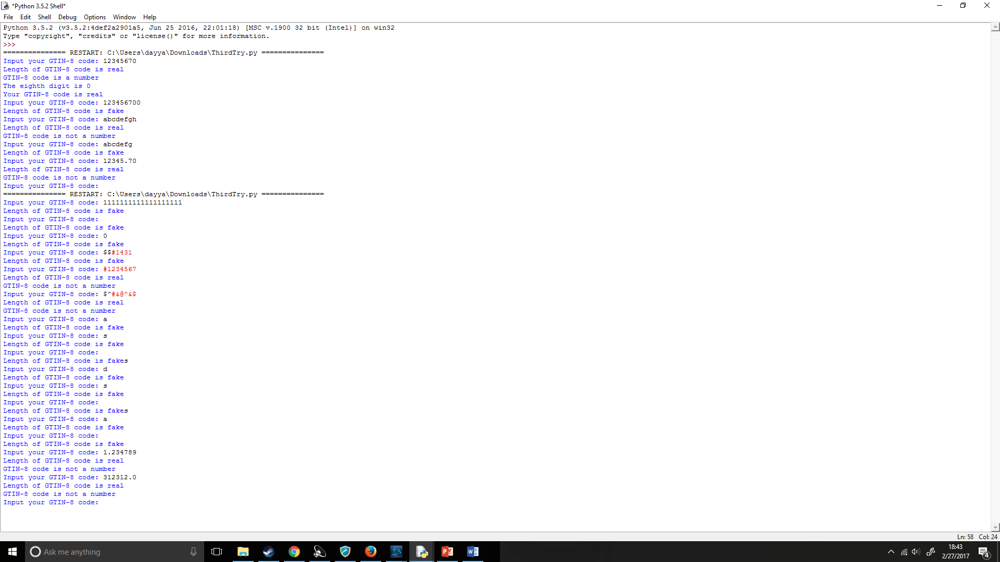 *Python 3.5.2 Shell*
File Edit Shell Debug Options Window Help
Python 3.5.2 (v3.5.2:4def2a2901a5, Jun 25 2016, 22:01:18) [MSC v.1900 32 bit (Intel)] on win32
Type "copyright", "credits" or "license()" for more information.
>>>
=============== RESTART: C:\Users\dayya\Downloads\ThirdTry.py ===============
Input your GTIN-8 code: 12345670
Length of GTIN-8 code is real
GTIN-8 code is a number
The eighth digit is 0
Your GTIN-8 code is real
Input your GTIN-8 code: 123456700
Length of GTIN-8 code is fake
Input your GTIN-8 code: abcdefgh
Length of GTIN-8 code is real
GTIN-8 code is not a number
Input your GTIN-8 code: abcdefg
Length of GTIN-8 code is fake
Input your GTIN-8 code: 12345.70
Length of GTIN-8 code is real
GTIN-8 code is not a number
Input your GTIN-8 code:
=============== RESTART: C:\Users\dayya\Downloads\ThirdTry.py ===============
Input your GTIN-8 code: 1111111111111111111
Length of GTIN-8 code is fake
Input your GTIN-8 code:
Length of GTIN-8 code is fake
Input your GTIN-8 code: 0
Length of GTIN-8 code is fake
Input your GTIN-8 code: $$#1431
Length of GTIN-8 code is fake
Input your GTIN-8 code: #1234567
Length of GTIN-8 code is real
GTIN-8 code is not a number
Input your GTIN-8 code: $^#&@^&$
Length of GTIN-8 code is real
GTIN-8 code is not a number
Input your GTIN-8 code: a
Length of GTIN-8 code is fake
Input your GTIN-8 code: s
Length of GTIN-8 code is fake
Input your GTIN-8 code:
Length of GTIN-8 code is fakes
Input your GTIN-8 code: d
Length of GTIN-8 code is fake
Input your GTIN-8 code: s
Length of GTIN-8 code is fake
Input your GTIN-8 code:
Length of GTIN-8 code is fakes
Input your GTIN-8 code: a
Length of GTIN-8 code is fake
Input your GTIN-8 code:
Length of GTIN-8 code is fake
Input your GTIN-8 code: 1.234789
Length of GTIN-8 code is real
GTIN-8 code is not a number
Input your GTIN-8 code: 312312.0
Length of GTIN-8 code is real
GTIN-8 code is not a number
Input your GTIN-8 code:
Ln: 58 Col: 24
Ask me anything
18:43
2/27/2017
4